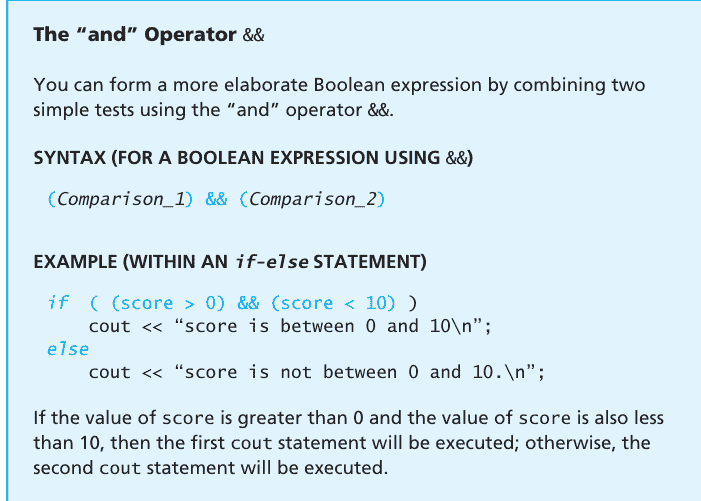 The “and” Operator &&
You can form a more elaborate Boolean expression by combining two
simple tests using the “and” operator &&.
SYNTAX (FOR A BOOLEAN EXPRESSION USING &&)
(Comparison_1) && (Comparison_2)
EXAMPLE (WITHIN AN if-else STATEMENT)
if ( (score > 0) && (score < 10) )
cout << “score is between 0 and 10\n”;
else
cout << “score is not between 0 and 10.\n”;
If the value of score is greater than 0 and the value of score is also less
than 10, then the first cout statement will be executed; otherwise, the
second cout statement will be executed.